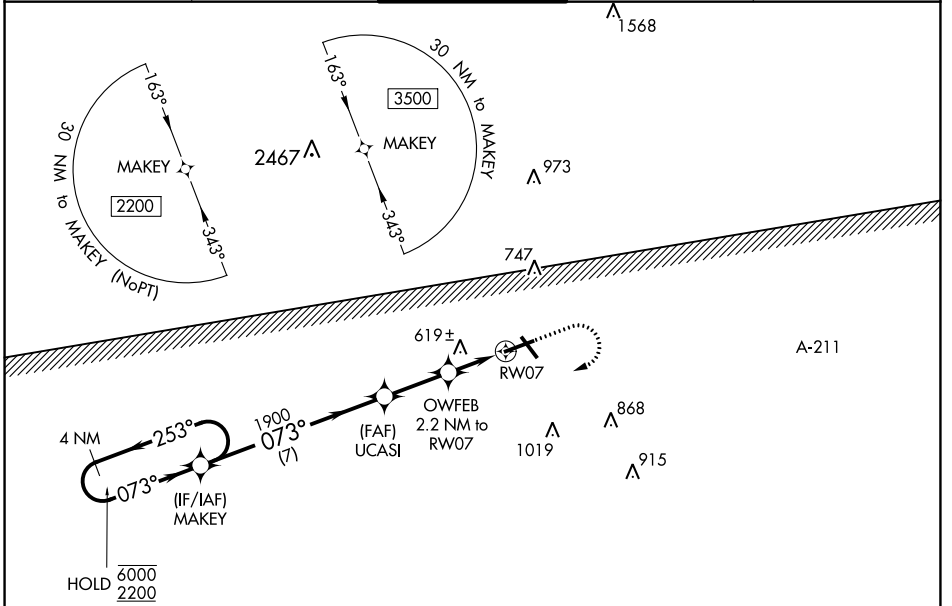 1568
163°
30 NM to MAKEY (NoPT)
MAKEY
2200
343°
2467
163°
30 NM to MAKEY
3500
MAKEY
343°
973
747
619±
RW07
A-211
OWFEB
2.2 NM to
RW07
868
1019
915
(FAF)
UCASI
1900
073°
(7)
4 NM
253°
073°
(IF/IAF)
MAKEY
HOLD
6000
2200